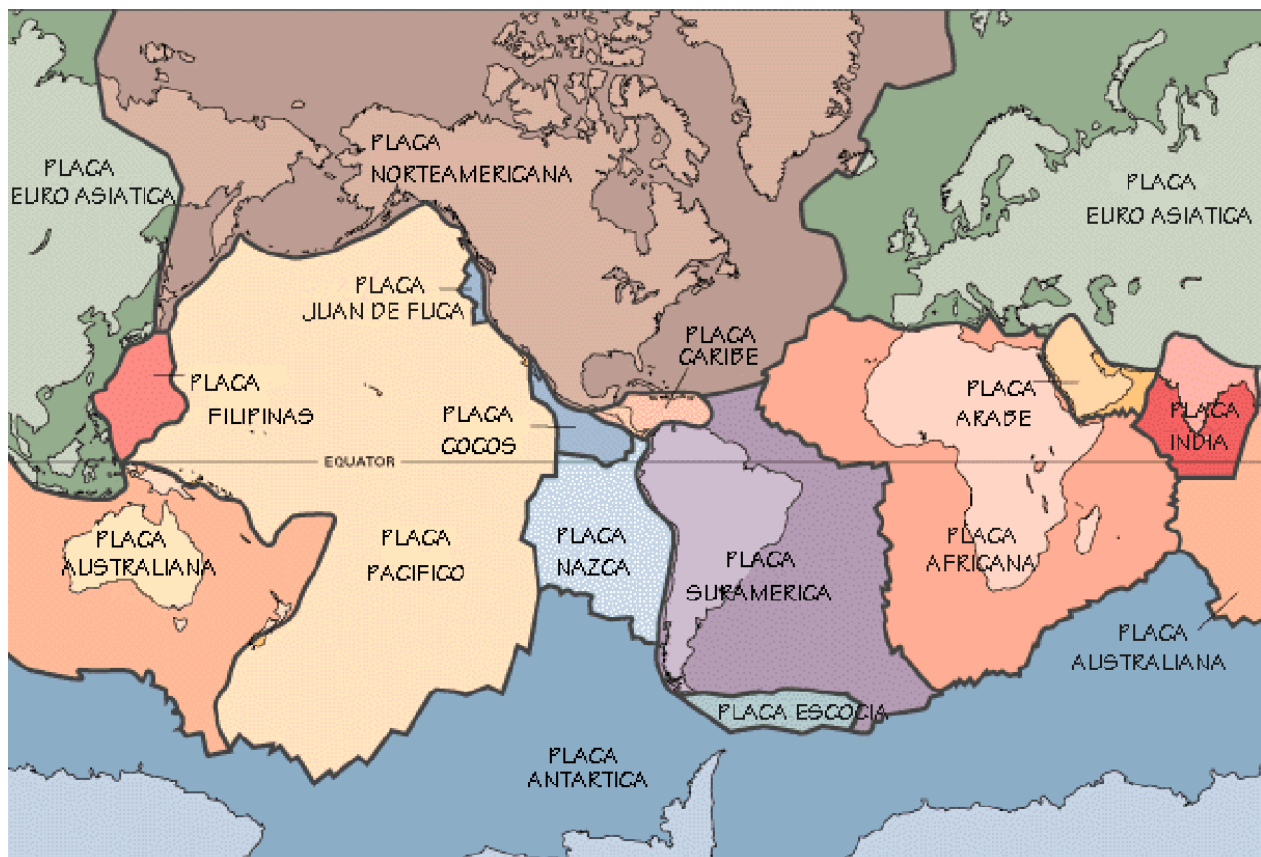 PLACA
NORTEAMERICANA
PLACA
EURO ASIATICA
PLACA
EURO ASIATICA
PLACA
JUAN DE FUCA
PLACA
CARIBE
PLACA
FILIPINAS
PLACA
COCOS
PLACA
ARABE
PLACA
INDIA
EQUATOR
PLACA
AUSTRALIANA
PLACA
PACIFICO
PLACA
NAZCA
PLACA
SURAMERICA
PLACA
AFRICANA
PLACA
AUSTRALIANA
PLACA ESCOCIA
PLACA
ANTARTICA